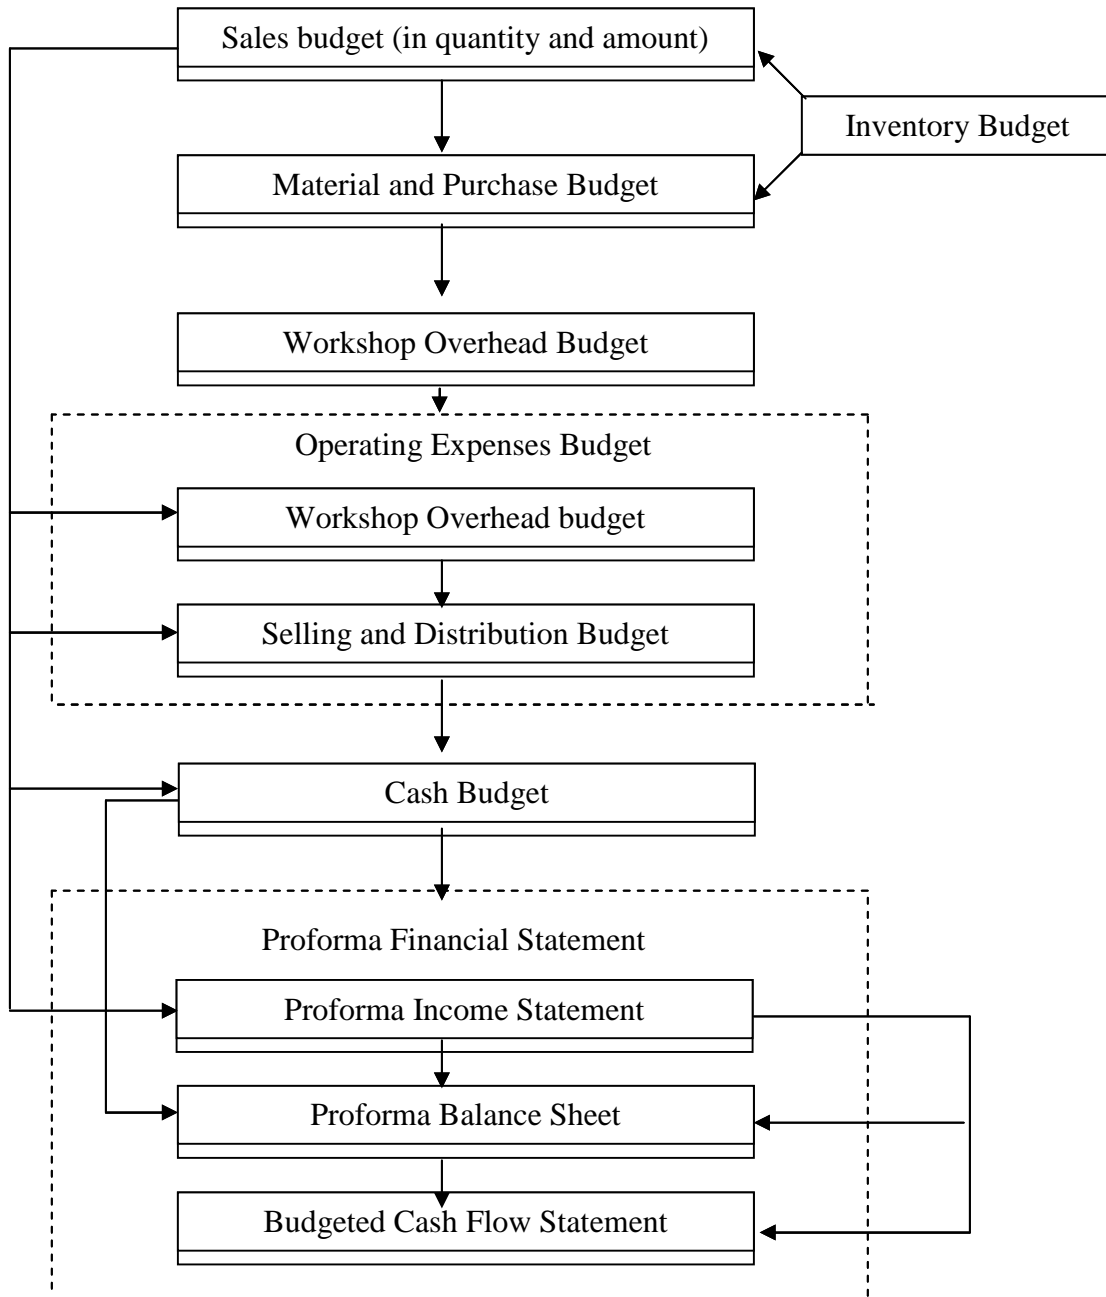 Sales budget (in quantity and amount)
Inventory Budget
Material and Purchase Budget
Workshop Overhead Budget
Operating Expenses Budget
Workshop Overhead budget
Selling and Distribution Budget
Cash Budget
Proforma Financial Statement
Proforma Income Statement
Proforma Balance Sheet
Budgeted Cash Flow Statement